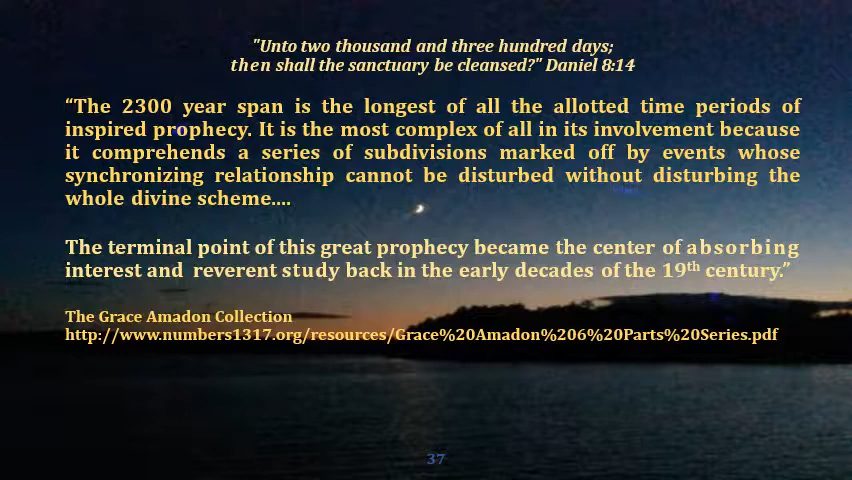 "Unto two thousand and three hundred days;
then shall the sanctuary be cleansed?" Daniel 8:14
“The 2300 year span is the longest of all the allotted time periods of
inspired prophecy. It is the most complex of all in its involvement because
it comprehends a series of subdivisions marked off by events whose
synchronizing relationship cannot be disturbed without disturbing the
whole divine scheme....
The terminal point of this great prophecy became the center of absorbing
interest and reverent study back in the early decades of the 19th century.”
The Grace Amadon Collection
http://www.numbers1317.org/resources/Grace%20Amadon%206%20Parts%20Series.pdf
37